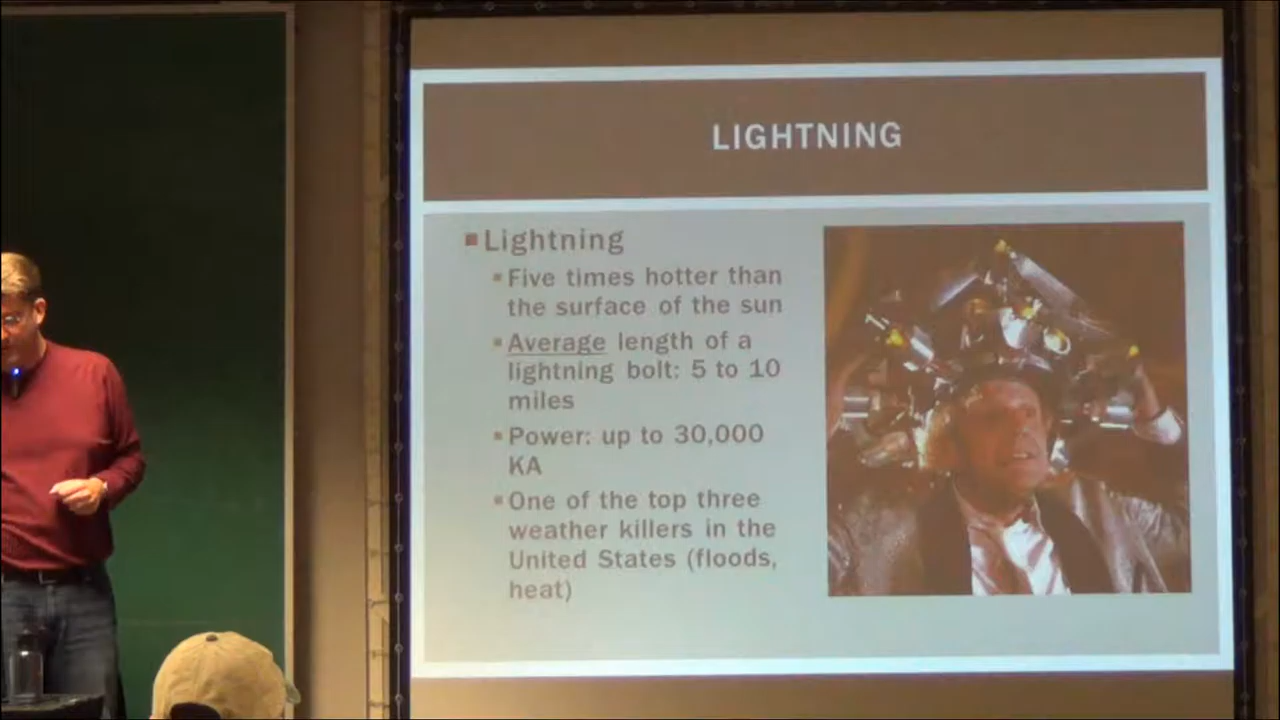 LIGHTNING
Lightning
Five times hotter than
the surface of the sun
Average length of a
lightning bolt: 5 to 10
miles
Power: up to 30,000
KA
One of the top three
weather killers in the
United States (floods,
heat)